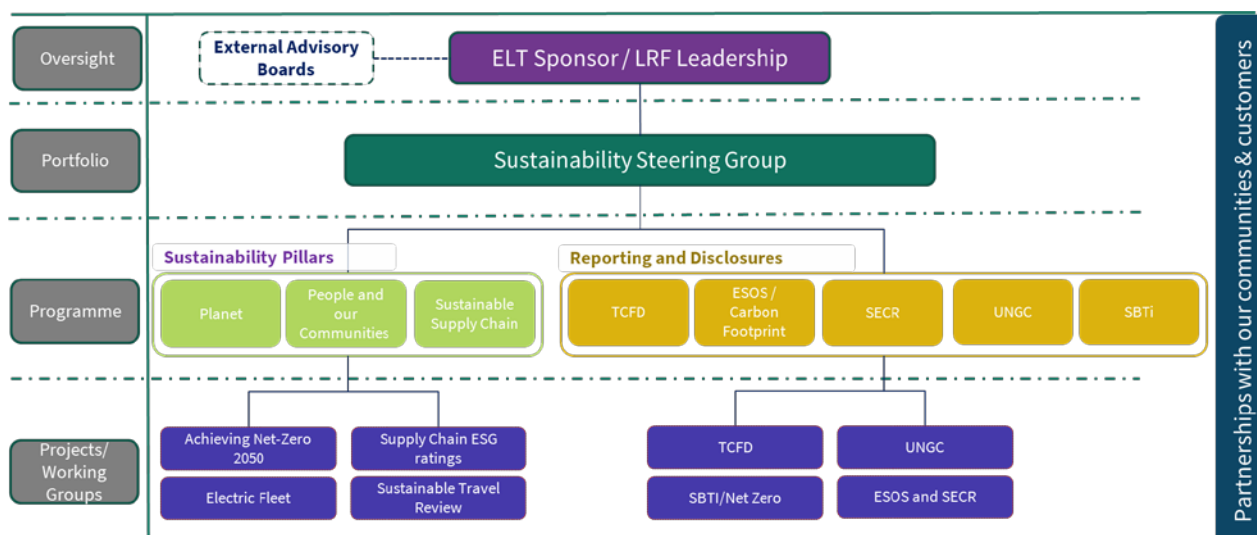 Oversight
External Advisory
Boards
ELT Sponsor / LRF Leadership
Portfolio
Sustainability Steering Group
Programme
Sustainability Pillars
Planet
People and
our
Communities
Sustainable
Supply Chain
Reporting and Disclosures
TCFD
ESOS /
Carbon
Footprint
SECR
UNGC
SBTi
Projects/
Working
Groups
Achieving Net-Zero
2050
Supply Chain ESG
ratings
Electric Fleet
Sustainable Travel
Review
TCFD
UNGC
SBTI/Net Zero
ESOS and SECR
Partnerships with our communities & customers